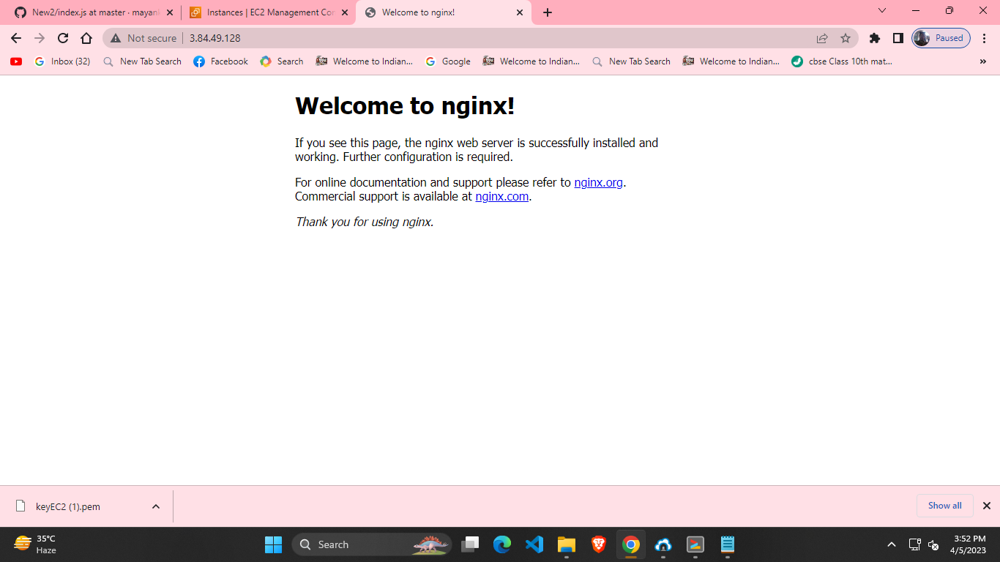 New2/index.js at master · mayank
Instances | EC2 Management Con
Welcome to nginx!
Not secure
3.84.49.128
Paused
Inbox (32)
New Tab Search
Facebook
Search
Welcome to Indian...
Google
Welcome to Indian...
New Tab Search
Welcome to Indian...
cbse Class 10th mat...
Welcome to nginx!
If you see this page, the nginx web server is successfully installed and
working. Further configuration is required.
For online documentation and support please refer to nginx.org.
Commercial support is available at nginx.com.
Thank you for using nginx.
keyEC2 (1).pem
Show all
35°C
Haze
Search
3:52 PM
4/5/2023